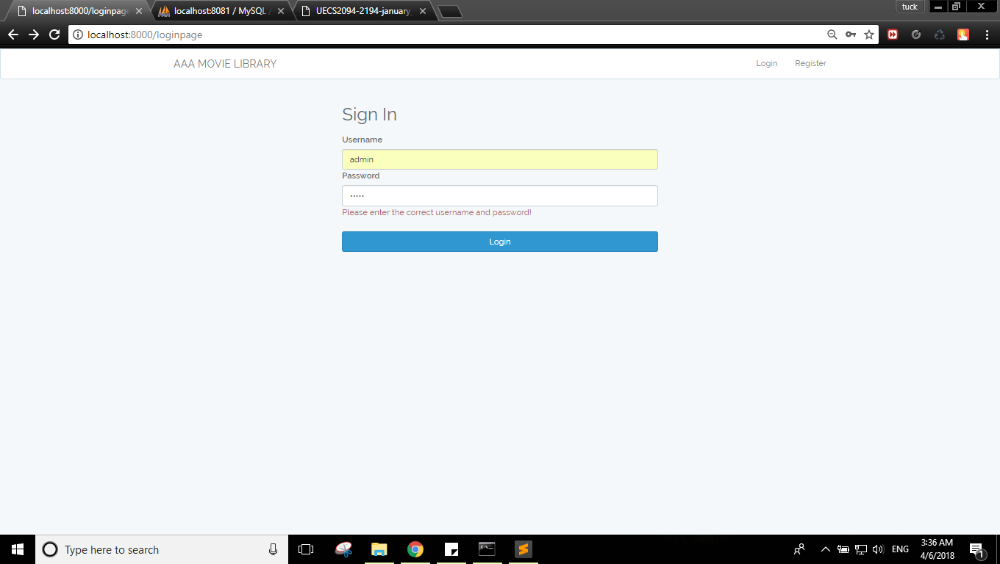 localhost:8000/loginpage
localhost:8081 / MySQL /
UECS2094-2194-january_
tuck
localhost:8000/loginpage
AAA MOVIE LIBRARY
Login
Register
Sign In
Username
admin
Password
•••••
Please enter the correct username and password!
Login
Type here to search
ENG
3:36 AM
4/6/2018
1